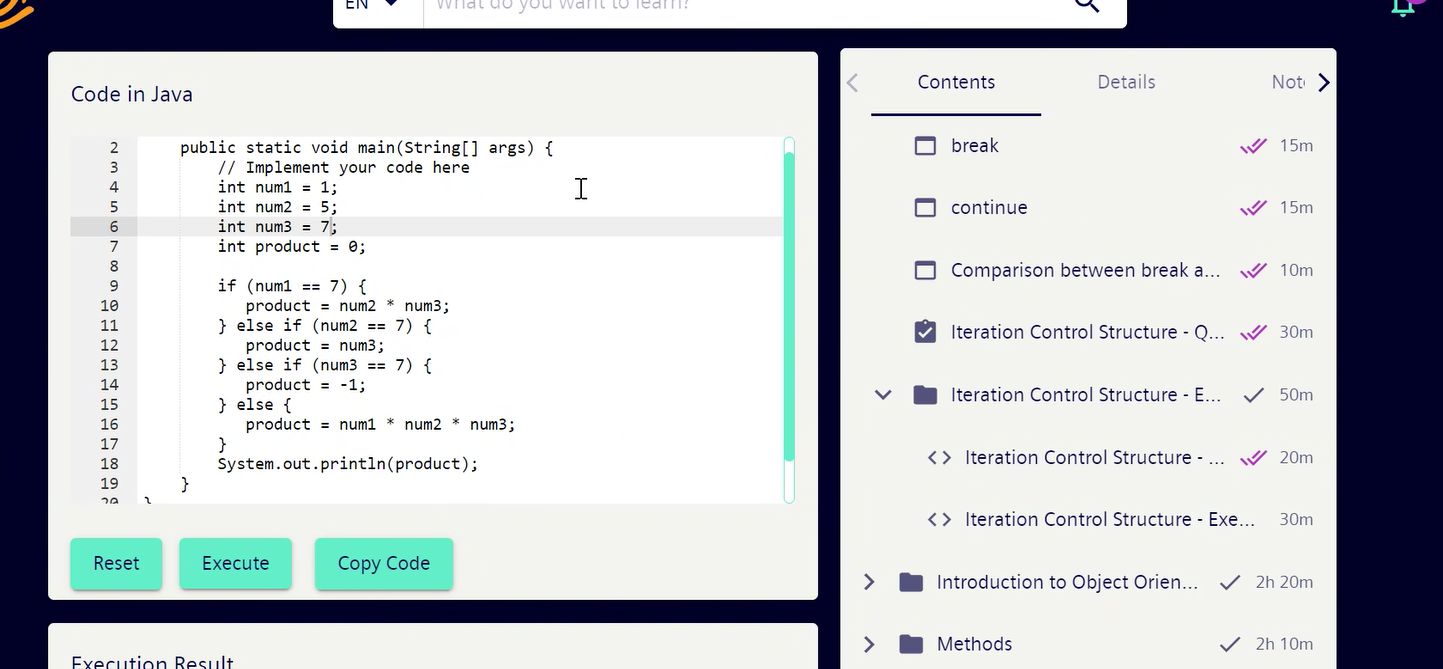 EN
What do you want to learn?
Code in Java
2 public static void main(String[] args) {
3 // Implement your code here
4 int num1 = 1;
5 int num2 = 5;
6 int num3 = 7;
7 int product = 0;
8
9 if (num1 == 7) {
10 product = num2 * num3;
11 } else if (num2 == 7) {
12 product = num3;
13 } else if (num3 == 7) {
14 product = -1;
15 } else {
16 product = num1 * num2 * num3;
17 }
18 System.out.println(product);
19 }
20 }
Reset Execute Copy Code
Execution Result
Contents Details Not
break 15m
continue 15m
Comparison between break a... 10m
Iteration Control Structure - Q... 30m
Iteration Control Structure - E... 50m
<> Iteration Control Structure - ... 20m
<> Iteration Control Structure - Exe... 30m
Introduction to Object Orien... 2h 20m
Methods 2h 10m